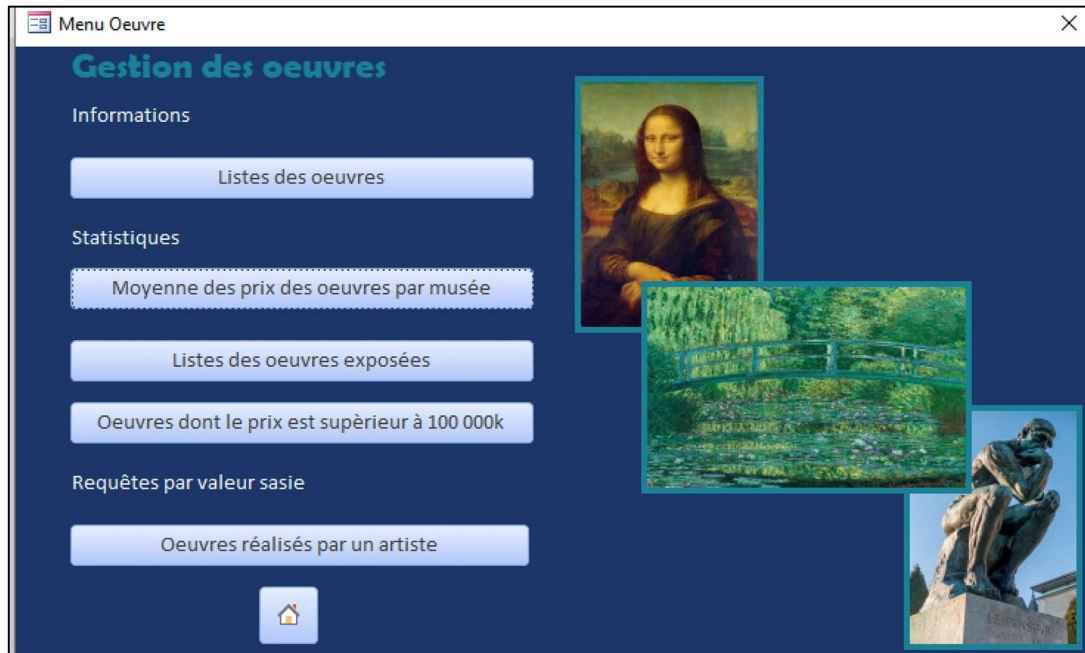 Menu Oeuvre
Gestion des oeuvres
Informations
Listes des oeuvres
Statistiques
Moyenne des prix des oeuvres par musée
Listes des oeuvres exposées
Oeuvres dont le prix est supèrieur à 100 000k
Requêtes par valeur sasie
Oeuvres réalisés par un artiste
LE PENSEUR